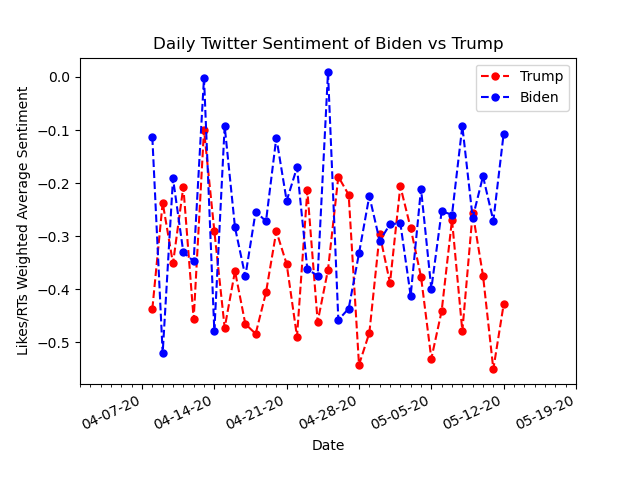 Daily Twitter Sentiment of Biden vs Trump
Trump
Biden
Likes/RTs Weighted Average Sentiment
0.0
−0.1
−0.2
−0.3
−0.4
−0.5
04-07-20
04-14-20
04-21-20
04-28-20
05-05-20
05-12-20
05-19-20
Date